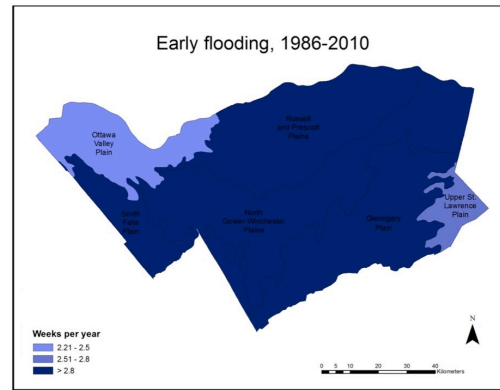 Early flooding, 1986-2010
Ottawa
Valley
Plain
Russell
and Prescott
Plains
Smith
Falls
Plain
North
Gower-Winchester
Plains
Glengarry
Plain
Upper St.
Lawrence
Plain
Weeks per year
2.21 - 2.5
2.51 - 2.8
> 2.8
N
0 5 10 20 30 40
Kilometers